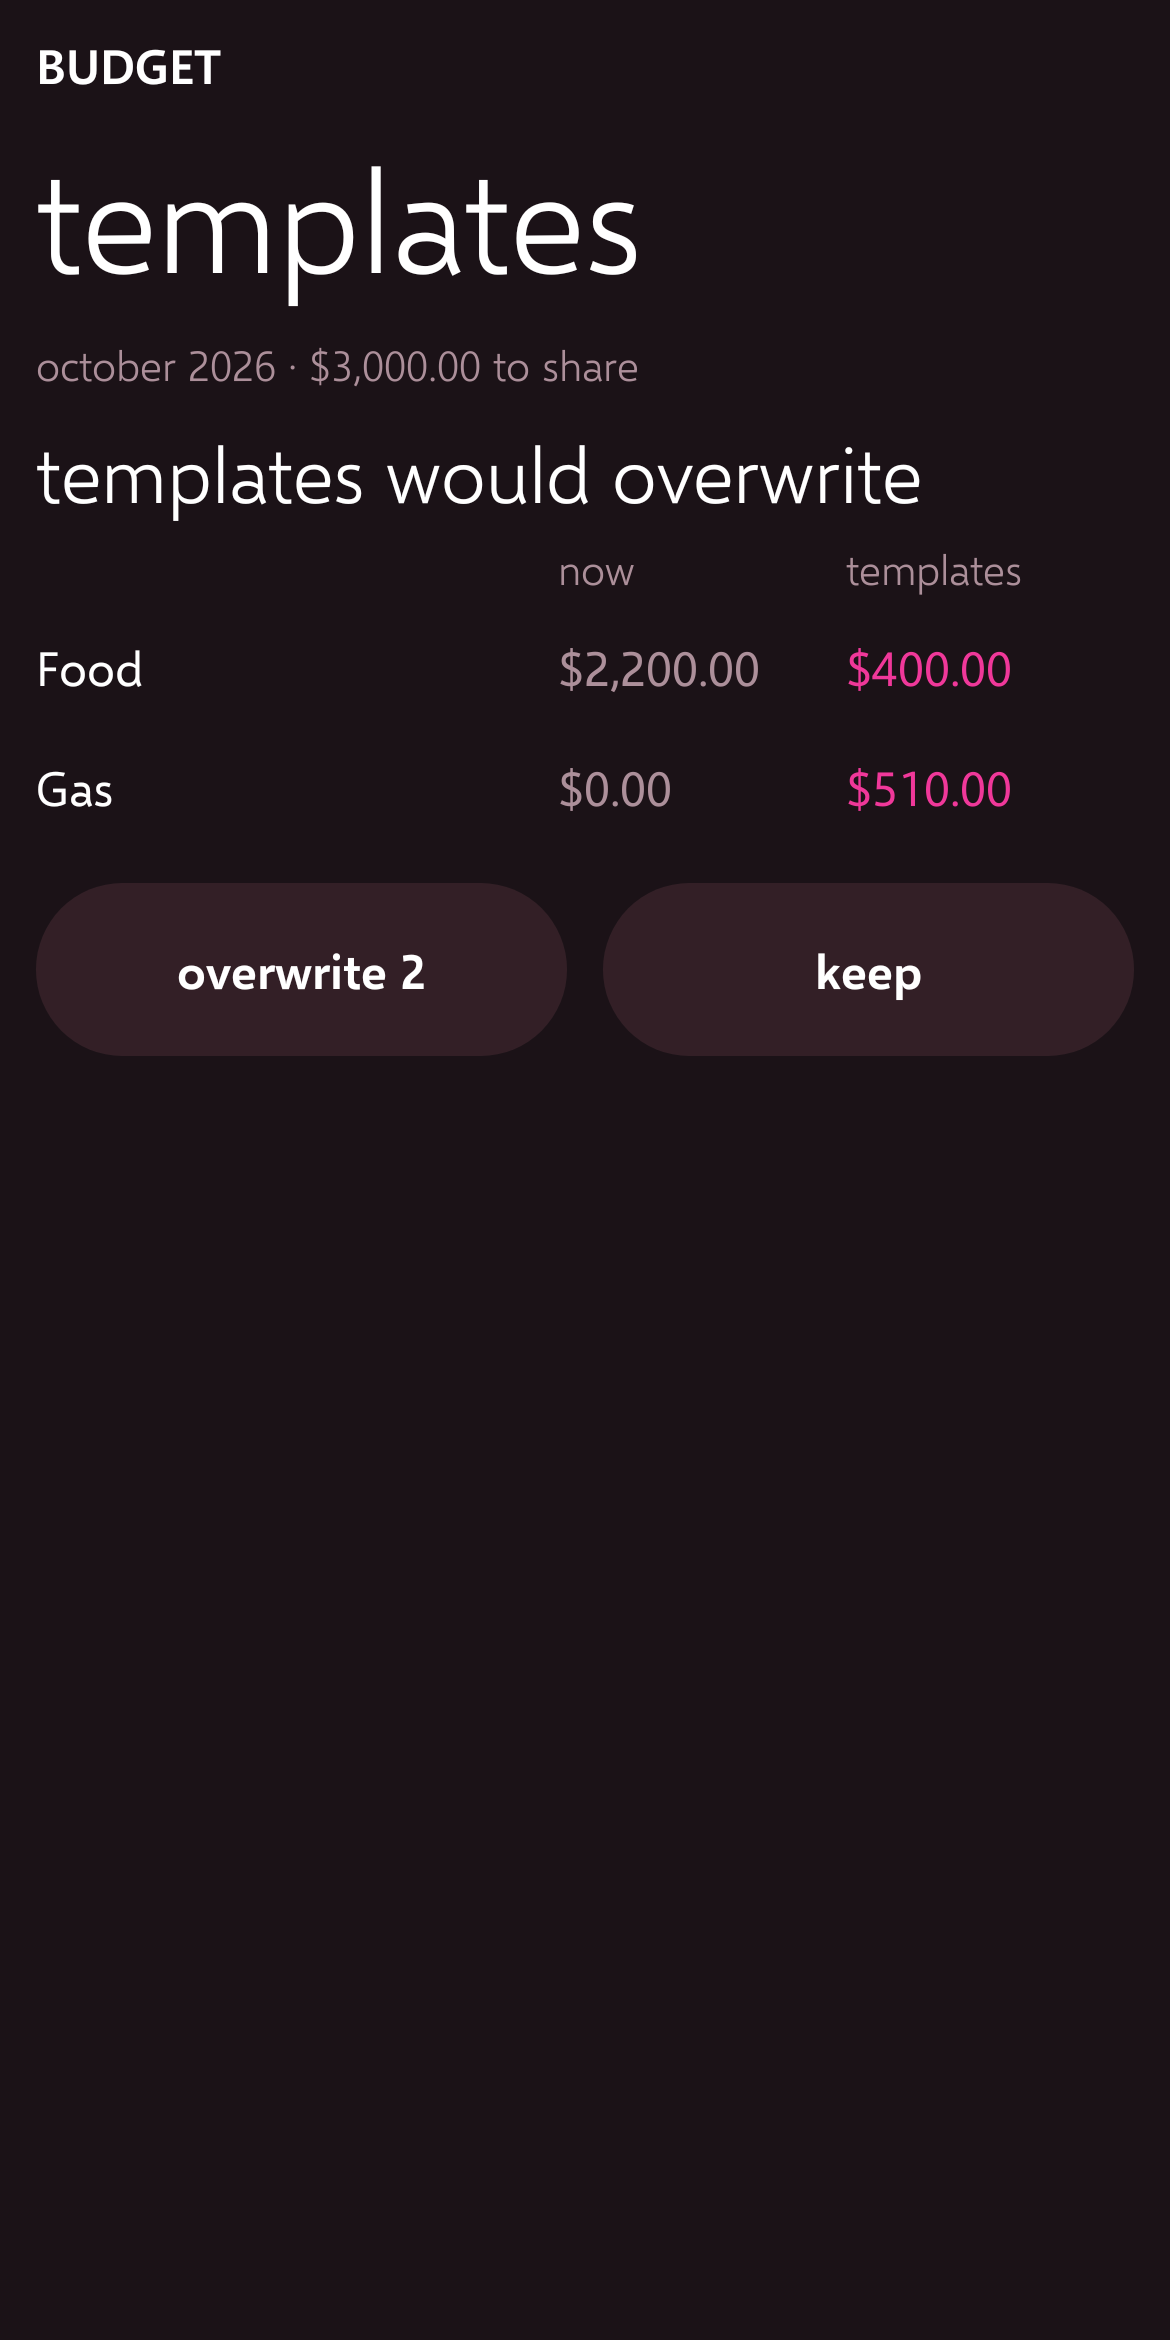 BUDGET
templates
october 2026 · $3,000.00 to share
templates would overwrite
now templates
Food $2,200.00 $400.00
Gas $0.00 $510.00
overwrite 2 keep